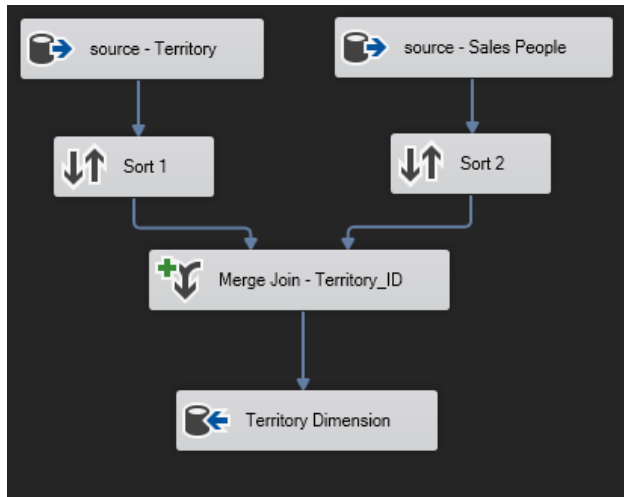 source - Territory
source - Sales People
Sort 1
Sort 2
Merge Join - Territory_ID
Territory Dimension